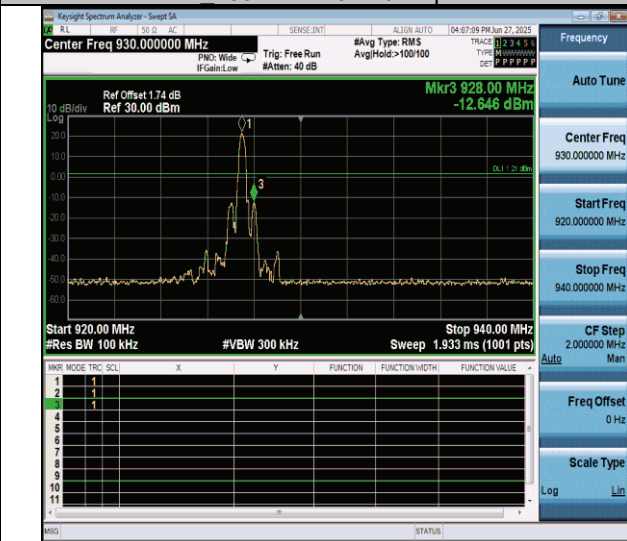 Keysight Spectrum Analyzer - Swept SA
RL RF 50 Ω AC SENSE:INT ALIGN AUTO 04:07:09 PM Jun 27, 2025
Center Freq 930.000000 MHz
PNO: Wide
IFGain:Low
Trig: Free Run
#Atten: 40 dB
#Avg Type: RMS
Avg|Hold:>100/100
TRACE 1 2 3 4 5 6
TYPE M W W W W W
DET P P P P P P
10 dB/div
Log
Ref Offset 1.74 dB
Ref 30.00 dBm
Mkr3 928.00 MHz
-12.646 dBm
20.0
10.0
0.00
-10.0
-20.0
-30.0
-40.0
-50.0
-60.0
1
3
DL1 1.21 dBm
Start 920.00 MHz
#Res BW 100 kHz
#VBW 300 kHz
Stop 940.00 MHz
Sweep 1.933 ms (1001 pts)
MKR MODE TRC SCL X Y FUNCTION FUNCTION WIDTH FUNCTION VALUE
1 1
2 1
3 1
4
5
6
7
8
9
10
11
MSG STATUS
Frequency
Auto Tune
Center Freq
930.000000 MHz
Start Freq
920.000000 MHz
Stop Freq
940.000000 MHz
CF Step
2.000000 MHz
Auto Man
Freq Offset
0 Hz
Scale Type
Log Lin